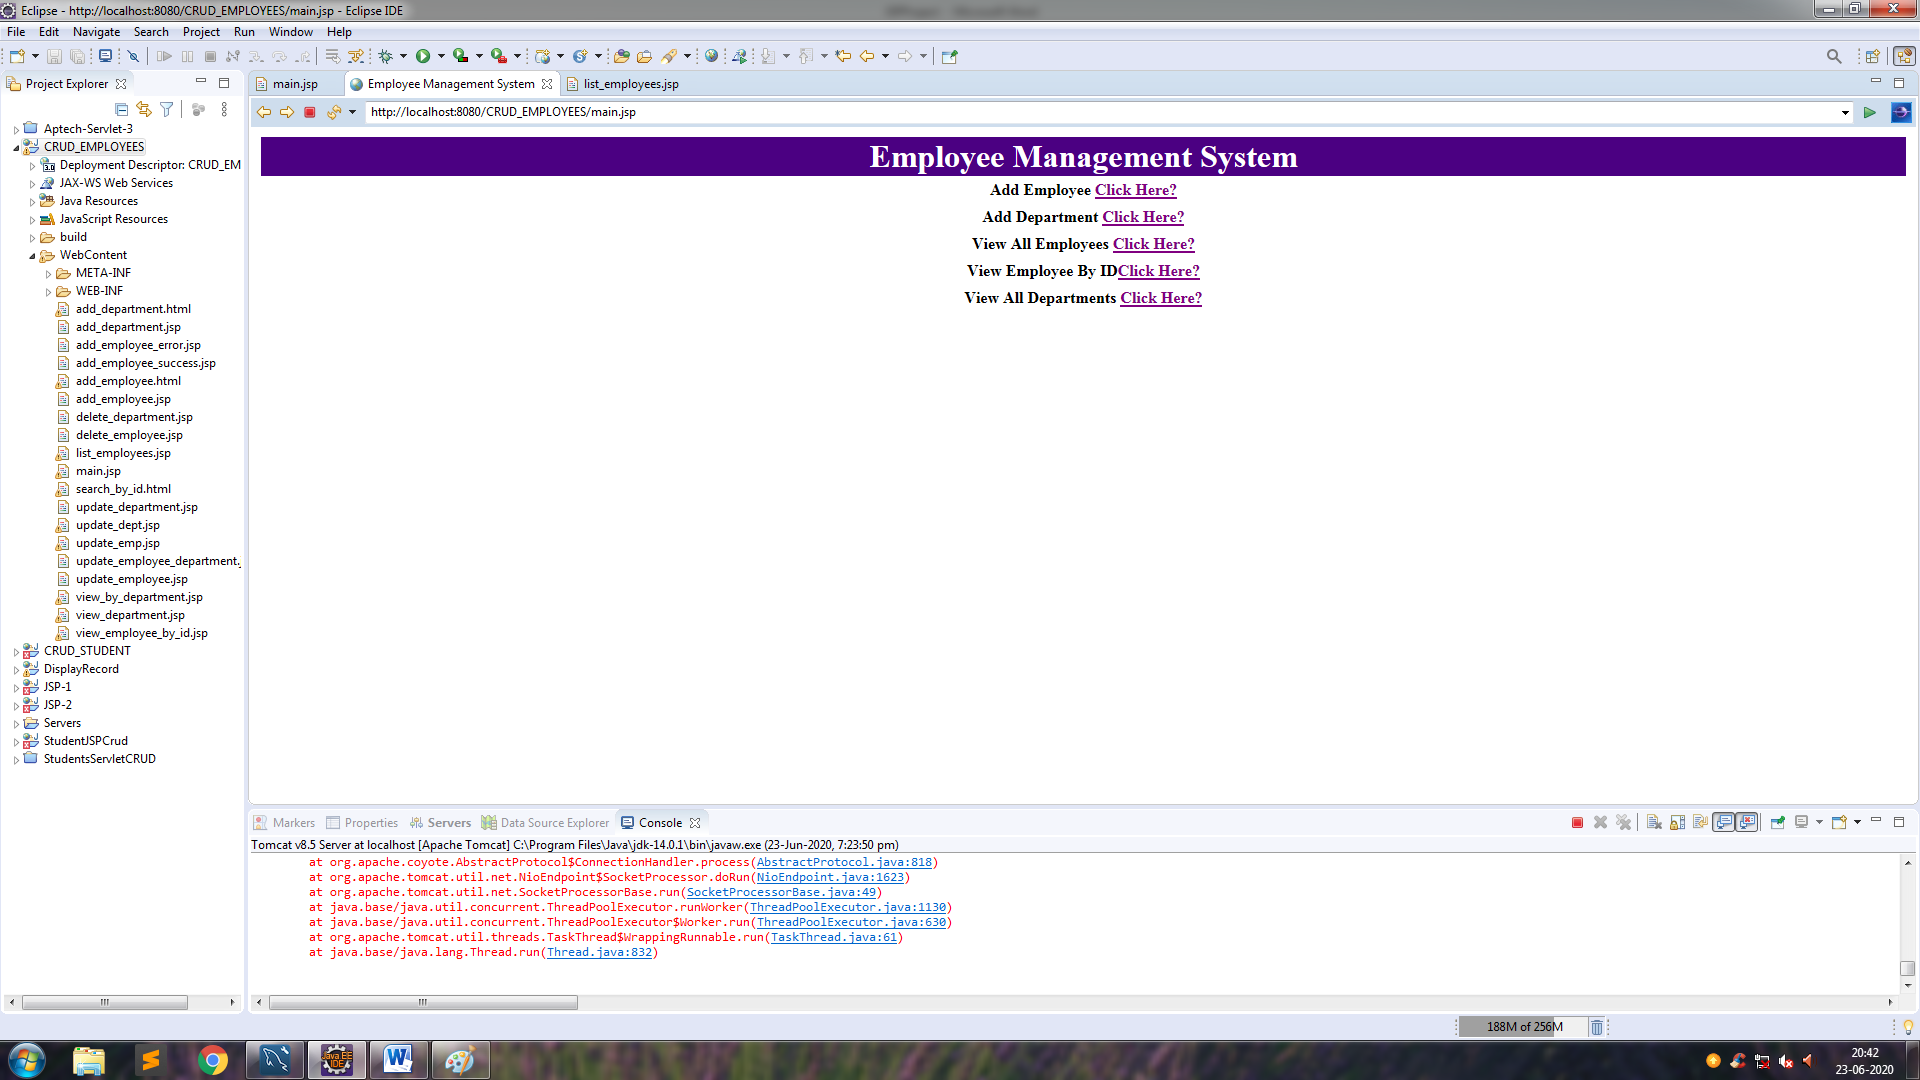 Eclipse - http://localhost:8080/CRUD_EMPLOYEES/main.jsp - Eclipse IDE
File Edit Navigate Search Project Run Window Help
Project Explorer
main.jsp
Employee Management System
list_employees.jsp
http://localhost:8080/CRUD_EMPLOYEES/main.jsp
Aptech-Servlet-3
CRUD_EMPLOYEES
Deployment Descriptor: CRUD_EM
JAX-WS Web Services
Java Resources
JavaScript Resources
build
WebContent
META-INF
WEB-INF
add_department.html
add_department.jsp
add_employee_error.jsp
add_employee_success.jsp
add_employee.html
add_employee.jsp
delete_department.jsp
delete_employee.jsp
list_employees.jsp
main.jsp
search_by_id.html
update_department.jsp
update_dept.jsp
update_emp.jsp
update_employee_department.
update_employee.jsp
view_by_department.jsp
view_department.jsp
view_employee_by_id.jsp
CRUD_STUDENT
DisplayRecord
JSP-1
JSP-2
Servers
StudentJSPCrud
StudentsServletCRUD
Employee Management System
Add Employee Click Here?
Add Department Click Here?
View All Employees Click Here?
View Employee By IDClick Here?
View All Departments Click Here?
Markers Properties Servers Data Source Explorer Console
Tomcat v8.5 Server at localhost [Apache Tomcat] C:\Program Files\Java\jdk-14.0.1\bin\javaw.exe (23-Jun-2020, 7:23:50 pm)
at org.apache.coyote.AbstractProtocol$ConnectionHandler.process(AbstractProtocol.java:818)
at org.apache.tomcat.util.net.NioEndpoint$SocketProcessor.doRun(NioEndpoint.java:1623)
at org.apache.tomcat.util.net.SocketProcessorBase.run(SocketProcessorBase.java:49)
at java.base/java.util.concurrent.ThreadPoolExecutor.runWorker(ThreadPoolExecutor.java:1130)
at java.base/java.util.concurrent.ThreadPoolExecutor$Worker.run(ThreadPoolExecutor.java:630)
at org.apache.tomcat.util.threads.TaskThread$WrappingRunnable.run(TaskThread.java:61)
at java.base/java.lang.Thread.run(Thread.java:832)
188M of 256M
Java EE
IDE
20:42
23-06-2020